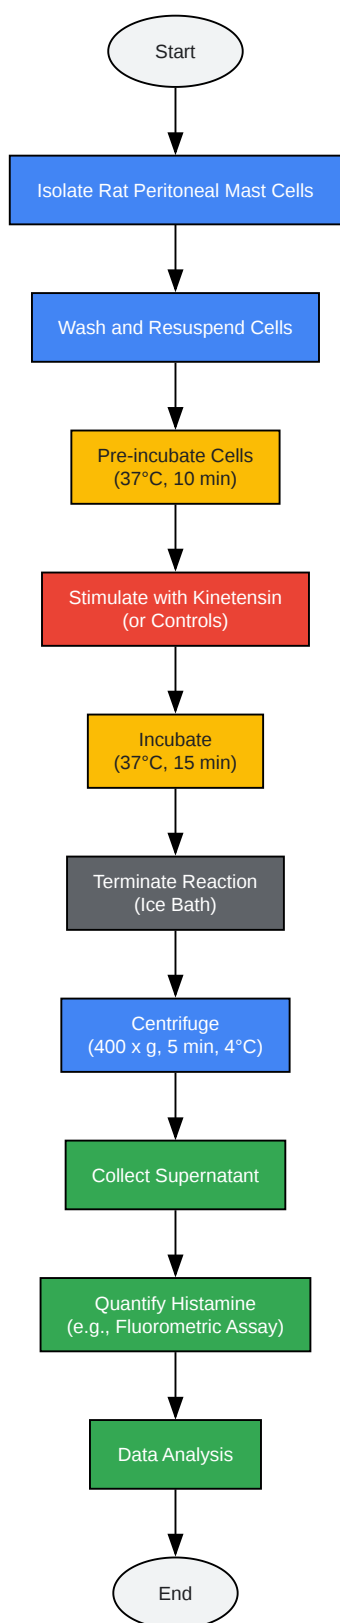 Start
Isolate Rat Peritoneal Mast Cells
Wash and Resuspend Cells
Pre-incubate Cells
(37°C, 10 min)
Stimulate with Kinetensin
(or Controls)
Incubate
(37°C, 15 min)
Terminate Reaction
(Ice Bath)
Centrifuge
(400 x g, 5 min, 4°C)
Collect Supernatant
Quantify Histamine
(e.g., Fluorometric Assay)
Data Analysis
End